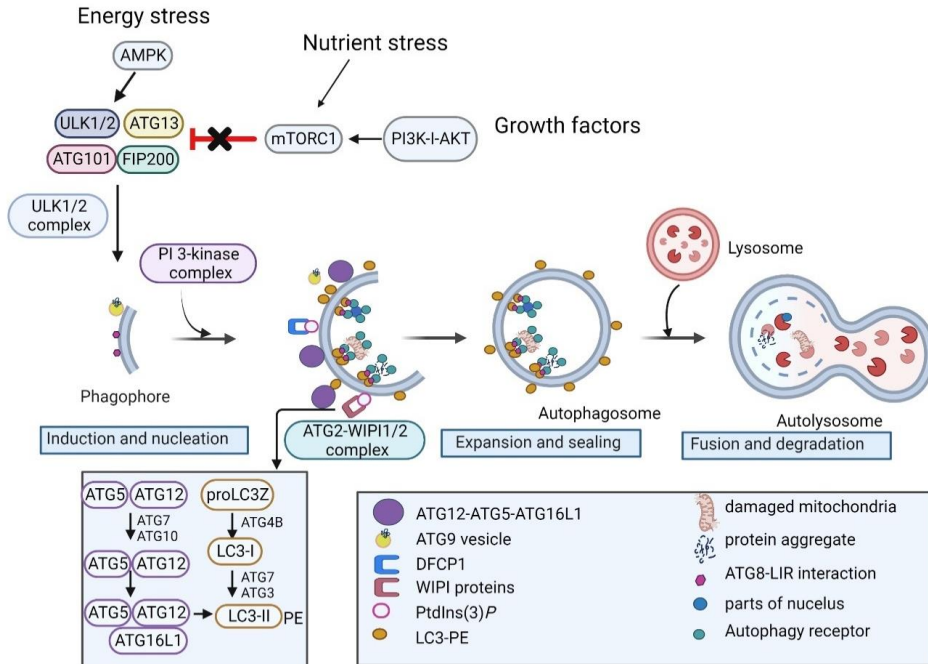 Energy stress
AMPK
Nutrient stress
ULK1/2
ATG13
ATG101
FIP200
mTORC1
PI3K-I-AKT
Growth factors
ULK1/2
complex
PI 3-kinase
complex
Lysosome
Phagophore
Autophagosome
Autolysosome
ATG2-WIPI1/2
complex
Induction and nucleation
Expansion and sealing
Fusion and degradation
ATG5
ATG12
ATG7
ATG10
ATG5
ATG12
ATG5
ATG12
ATG16L1
proLC3Z
ATG4B
LC3-I
ATG7
ATG3
LC3-II
PE
ATG12-ATG5-ATG16L1
ATG9 vesicle
DFCP1
WIPI proteins
PtdIns(3)P
LC3-PE
damaged mitochondria
protein aggregate
ATG8-LIR interaction
parts of nucelus
Autophagy receptor